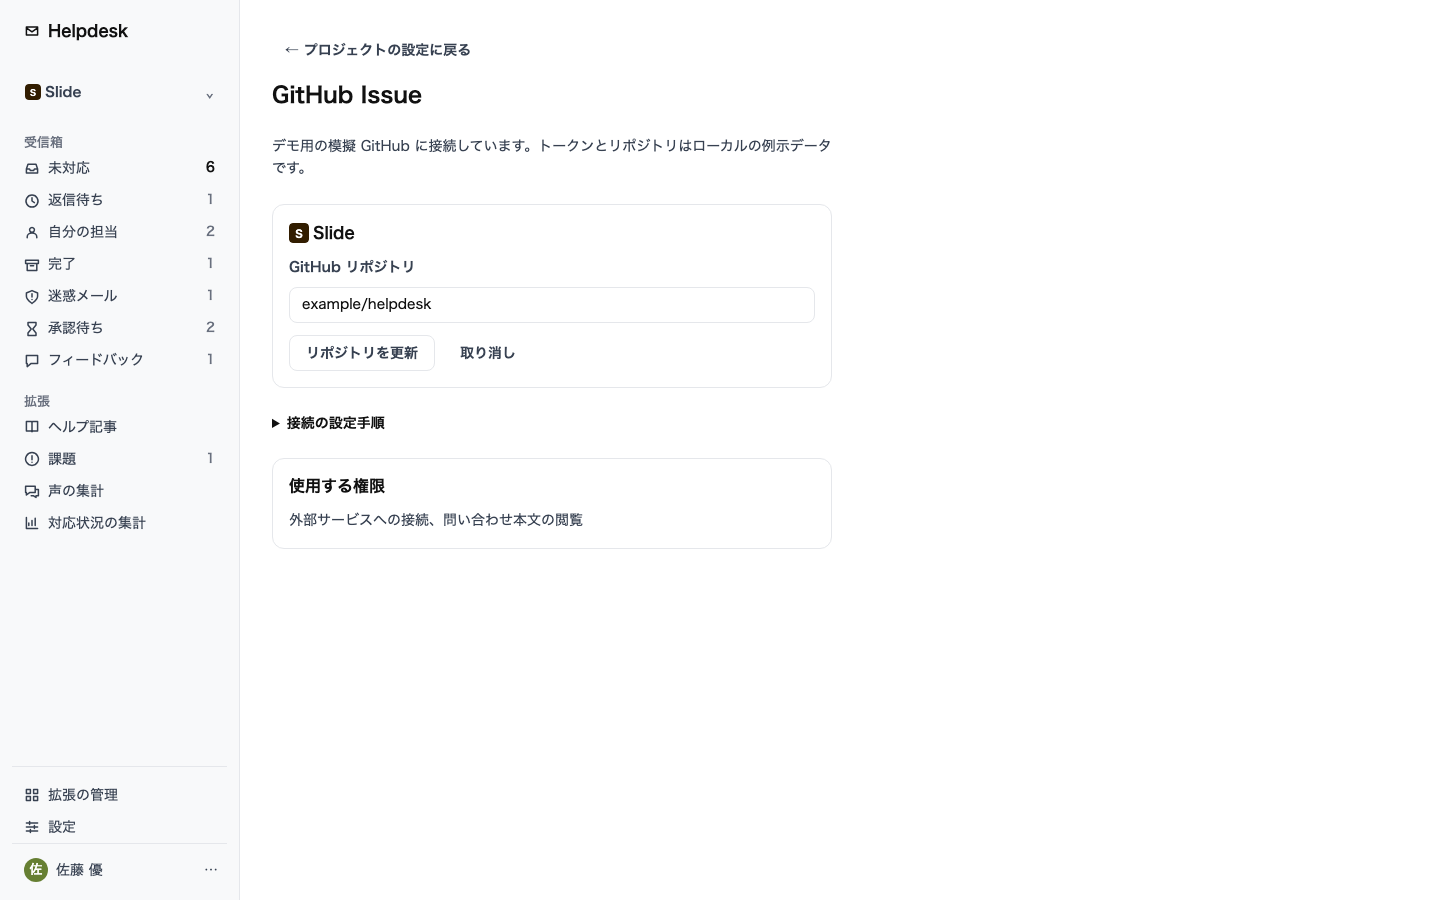 Helpdesk
S Slide
受信箱
未対応 6
返信待ち 1
自分の担当 2
完了 1
迷惑メール 1
承認待ち 2
フィードバック 1
拡張
ヘルプ記事
課題 1
声の集計
対応状況の集計
拡張の管理
設定
佐 佐藤 優 …
← プロジェクトの設定に戻る
GitHub Issue
デモ用の模擬 GitHub に接続しています。トークンとリポジトリはローカルの例示データ
です。
S Slide
GitHub リポジトリ
example/helpdesk
リポジトリを更新 取り消し
▶ 接続の設定手順
使用する権限
外部サービスへの接続、問い合わせ本文の閲覧